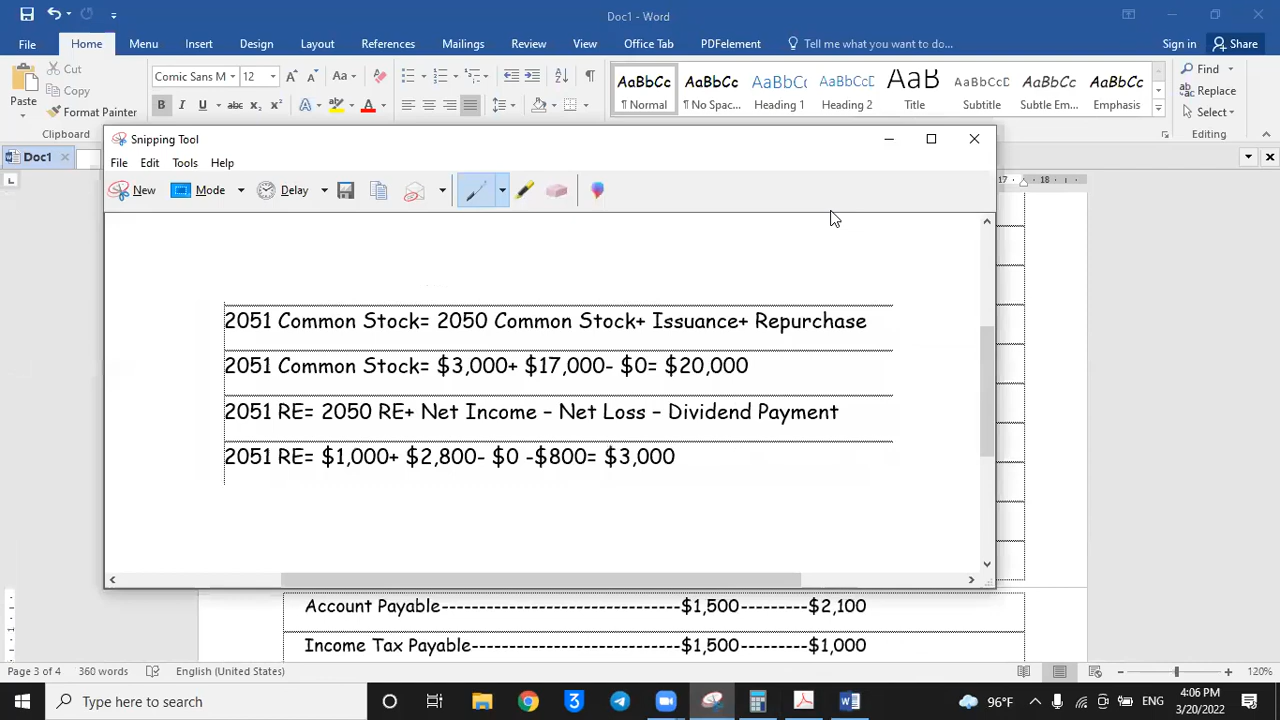 Doc1 - Word
File Home Menu Insert Design Layout References Mailings Review View Office Tab PDFelement Tell me what you want to do... Sign in Share
Cut
Copy
Paste
Format Painter
Clipboard
Comic Sans M 12
Aa
B I U abc x2 x2 A A
AaBbCc AaBbCc AaBbCc AaBbCc AaB AaBbCcD AaBbCc AaBbCc
¶ Normal ¶ No Spac... Heading 1 Heading 2 Title Subtitle Subtle Em... Emphasis
Find
Replace
Select
Editing
Doc1
Snipping Tool
File Edit Tools Help
New Mode Delay
17 18
2051 Common Stock= 2050 Common Stock+ Issuance+ Repurchase
2051 Common Stock= $3,000+ $17,000- $0= $20,000
2051 RE= 2050 RE+ Net Income – Net Loss – Dividend Payment
2051 RE= $1,000+ $2,800- $0 -$800= $3,000
Account Payable--------------------------------$1,500---------$2,100
Income Tax Payable----------------------------$1,500---------$1,000
Page 3 of 4 360 words English (United States) 120%
Type here to search 96°F ENG 4:06 PM
3/20/2022